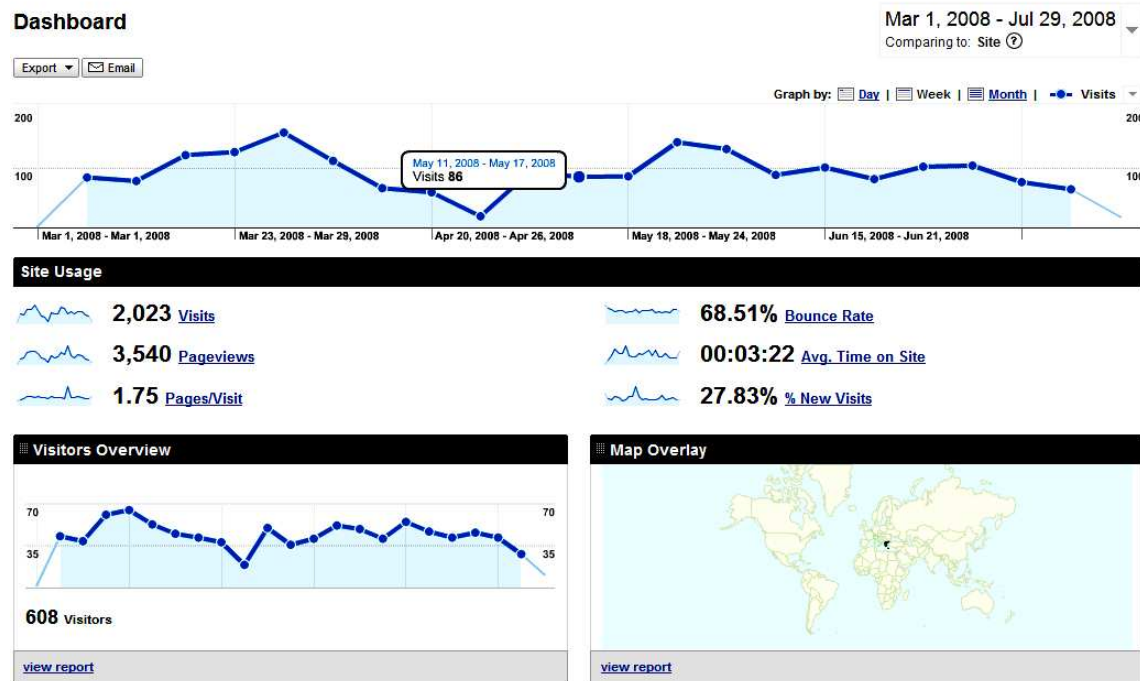 Dashboard
Mar 1, 2008 - Jul 29, 2008
Comparing to: Site ?
Export Email
Graph by: Day | Week | Month | Visits
200 200
May 11, 2008 - May 17, 2008
Visits 86
100 100
Mar 1, 2008 - Mar 1, 2008 Mar 23, 2008 - Mar 29, 2008 Apr 20, 2008 - Apr 26, 2008 May 18, 2008 - May 24, 2008 Jun 15, 2008 - Jun 21, 2008
Site Usage
2,023 Visits
68.51% Bounce Rate
3,540 Pageviews
00:03:22 Avg. Time on Site
1.75 Pages/Visit
27.83% % New Visits
Visitors Overview
70 70
35 35
608 Visitors
view report
Map Overlay
view report